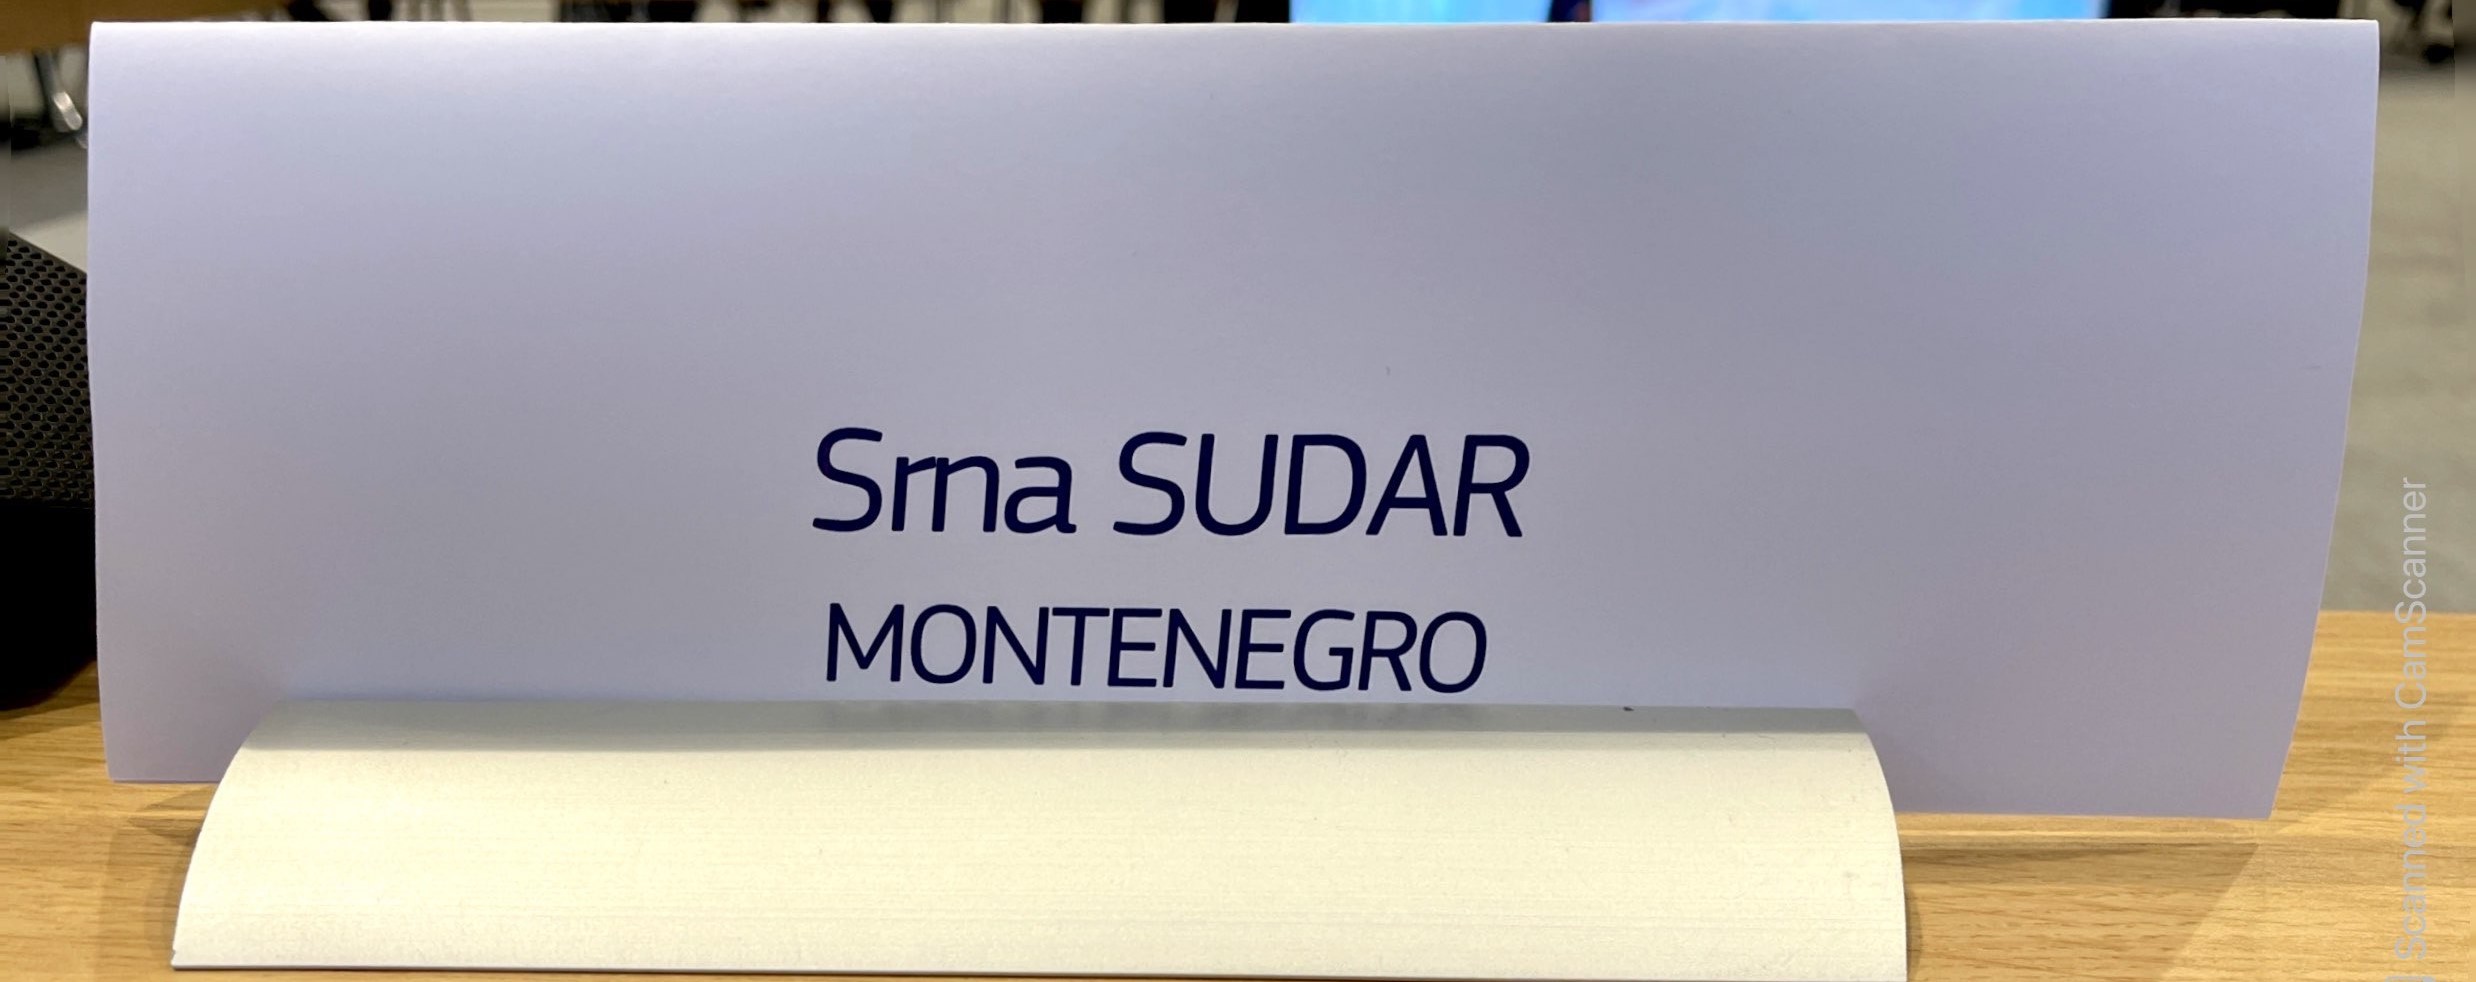 Srna SUDAR
MONTENEGRO
Scanned with CamScanner